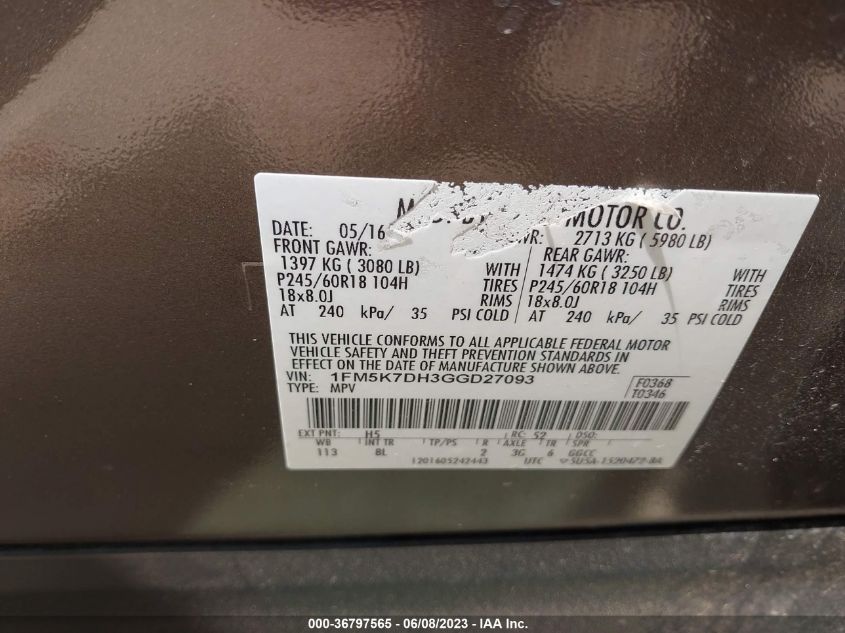 MOTOR CO.
DATE: 05/16 2713 KG ( 5980 LB)
FRONT GAWR: REAR GAWR:
1397 KG ( 3080 LB) WITH 1474 KG ( 3250 LB) WITH
P245/60R18 104H TIRES P245/60R18 104H TIRES
18x8.0J RIMS 18x8.0J RIMS
AT 240 kPa/ 35 PSI COLD AT 240 kPa/ 35 PSI COLD
THIS VEHICLE CONFORMS TO ALL APPLICABLE FEDERAL MOTOR
VEHICLE SAFETY AND THEFT PREVENTION STANDARDS IN
EFFECT ON THE DATE OF MANUFACTURE SHOWN ABOVE.
VIN: 1FM5K7DH3GGD27093 F0368
TYPE: MPV T0346
EXT PNT: H5 RC: 52 DSO:
WB INT TR TP/PS R AXLE TR SPR
113 8L 2 3G 6 GGCC
1201605242443 UTC 5U5A-1520472-BA
000-36797565 - 06/08/2023 - IAA Inc.